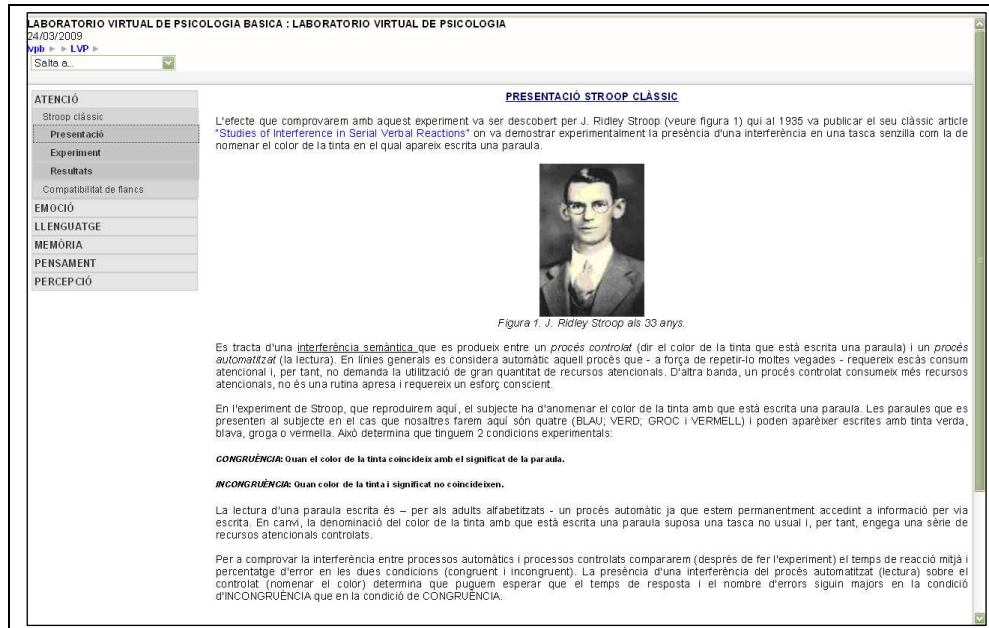 LABORATORIO VIRTUAL DE PSICOLOGIA BASICA : LABORATORIO VIRTUAL DE PSICOLOGIA
24/03/2009
lvpb ► ► LVP ►
Salta a...
ATENCIÓ
Stroop clàssic
Presentació
Experiment
Resultats
Compatibilitat de flancs
EMOCIÓ
LLENGUATGE
MEMÒRIA
PENSAMENT
PERCEPCIÓ
PRESENTACIÓ STROOP CLÀSSIC
L'efecte que comprovarem amb aquest experiment va ser descobert per J. Ridley Stroop (veure figura 1) qui al 1935 va publicar el seu clàssic article
"Studies of Interference in Serial Verbal Reactions" on va demostrar experimentalment la presència d'una interferència en una tasca senzilla com la de
nomenar el color de la tinta en el qual apareix escrita una paraula.
Figura 1. J. Ridley Stroop als 33 anys.
Es tracta d'una interferència semàntica que es produeix entre un procés controlat (dir el color de la tinta que està escrita una paraula) i un procés
automatitzat (la lectura). En línies generals es considera automàtic aquell procés que - a força de repetir-lo moltes vegades - requereix escàs consum
atencional i, per tant, no demanda la utilització de gran quantitat de recursos atencionals. D'altra banda, un procés controlat consumeix més recursos
atencionals, no és una rutina apresa i requereix un esforç conscient.
En l'experiment de Stroop, que reproduirem aquí, el subjecte ha d'anomenar el color de la tinta amb que està escrita una paraula. Les paraules que es
presenten al subjecte en el cas que nosaltres farem aquí són quatre (BLAU; VERD; GROC i VERMELL) i poden aparèixer escrites amb tinta verda,
blava, groga o vermella. Això determina que tinguem 2 condicions experimentals:
CONGRUÈNCIA: Quan el color de la tinta coincideix amb el significat de la paraula.
INCONGRUÈNCIA: Quan color de la tinta i significat no coincideixen.
La lectura d'una paraula escrita és – per als adults alfabetitzats - un procés automàtic ja que estem permanentment accedint a informació per via
escrita. En canvi, la denominació del color de la tinta amb que està escrita una paraula suposa una tasca no usual i, per tant, engega una sèrie de
recursos atencionals controlats.
Per a comprovar la interferència entre processos automàtics i processos controlats compararem (després de fer l'experiment) el temps de reacció mitjà i
percentatge d'error en les dues condicions (congruent i incongruent). La presència d'una interferència del procés automatitzat (lectura) sobre el
controlat (nomenar el color) determina que puguem esperar que el temps de resposta i el nombre d'errors siguin majors en la condició
d'INCONGRUÈNCIA que en la condició de CONGRUÈNCIA.